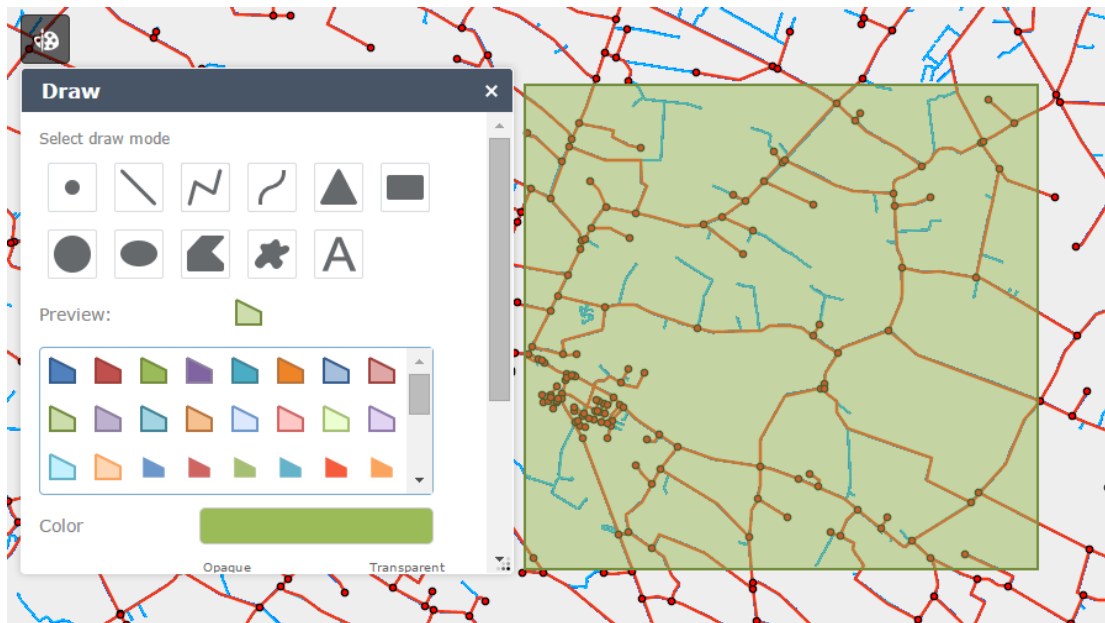 Draw ×
Select draw mode
A
Preview:
Color
Opaque Transparent